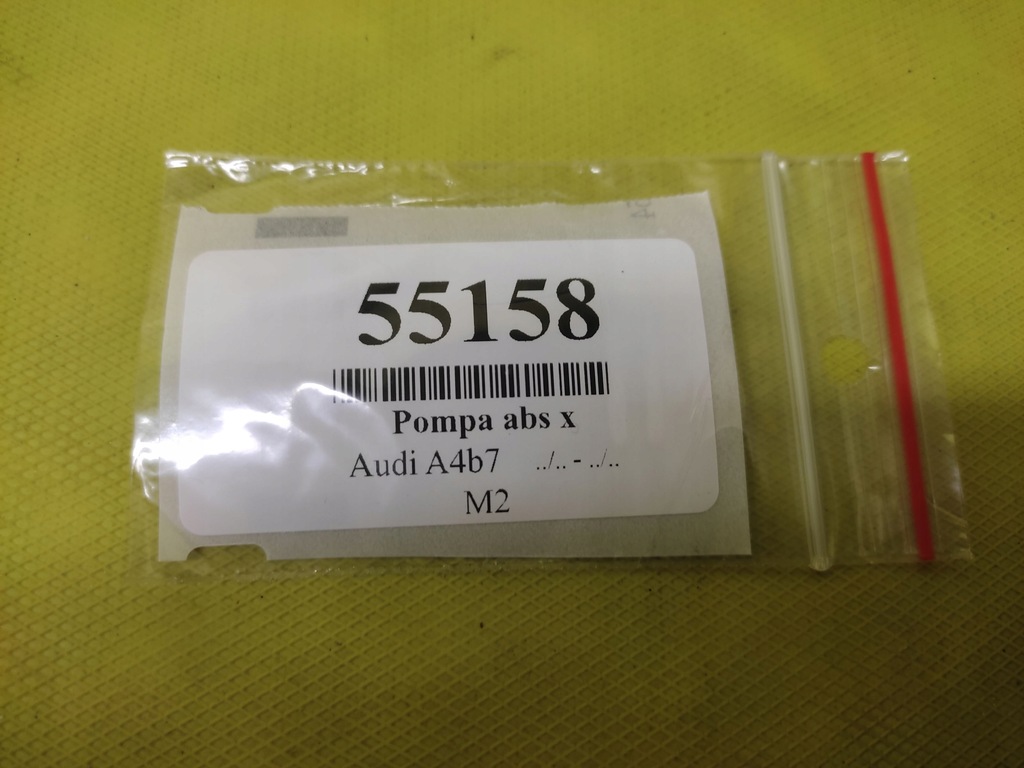 55158
Pompa abs x
Audi A4b7 ../.. - ../..
M2